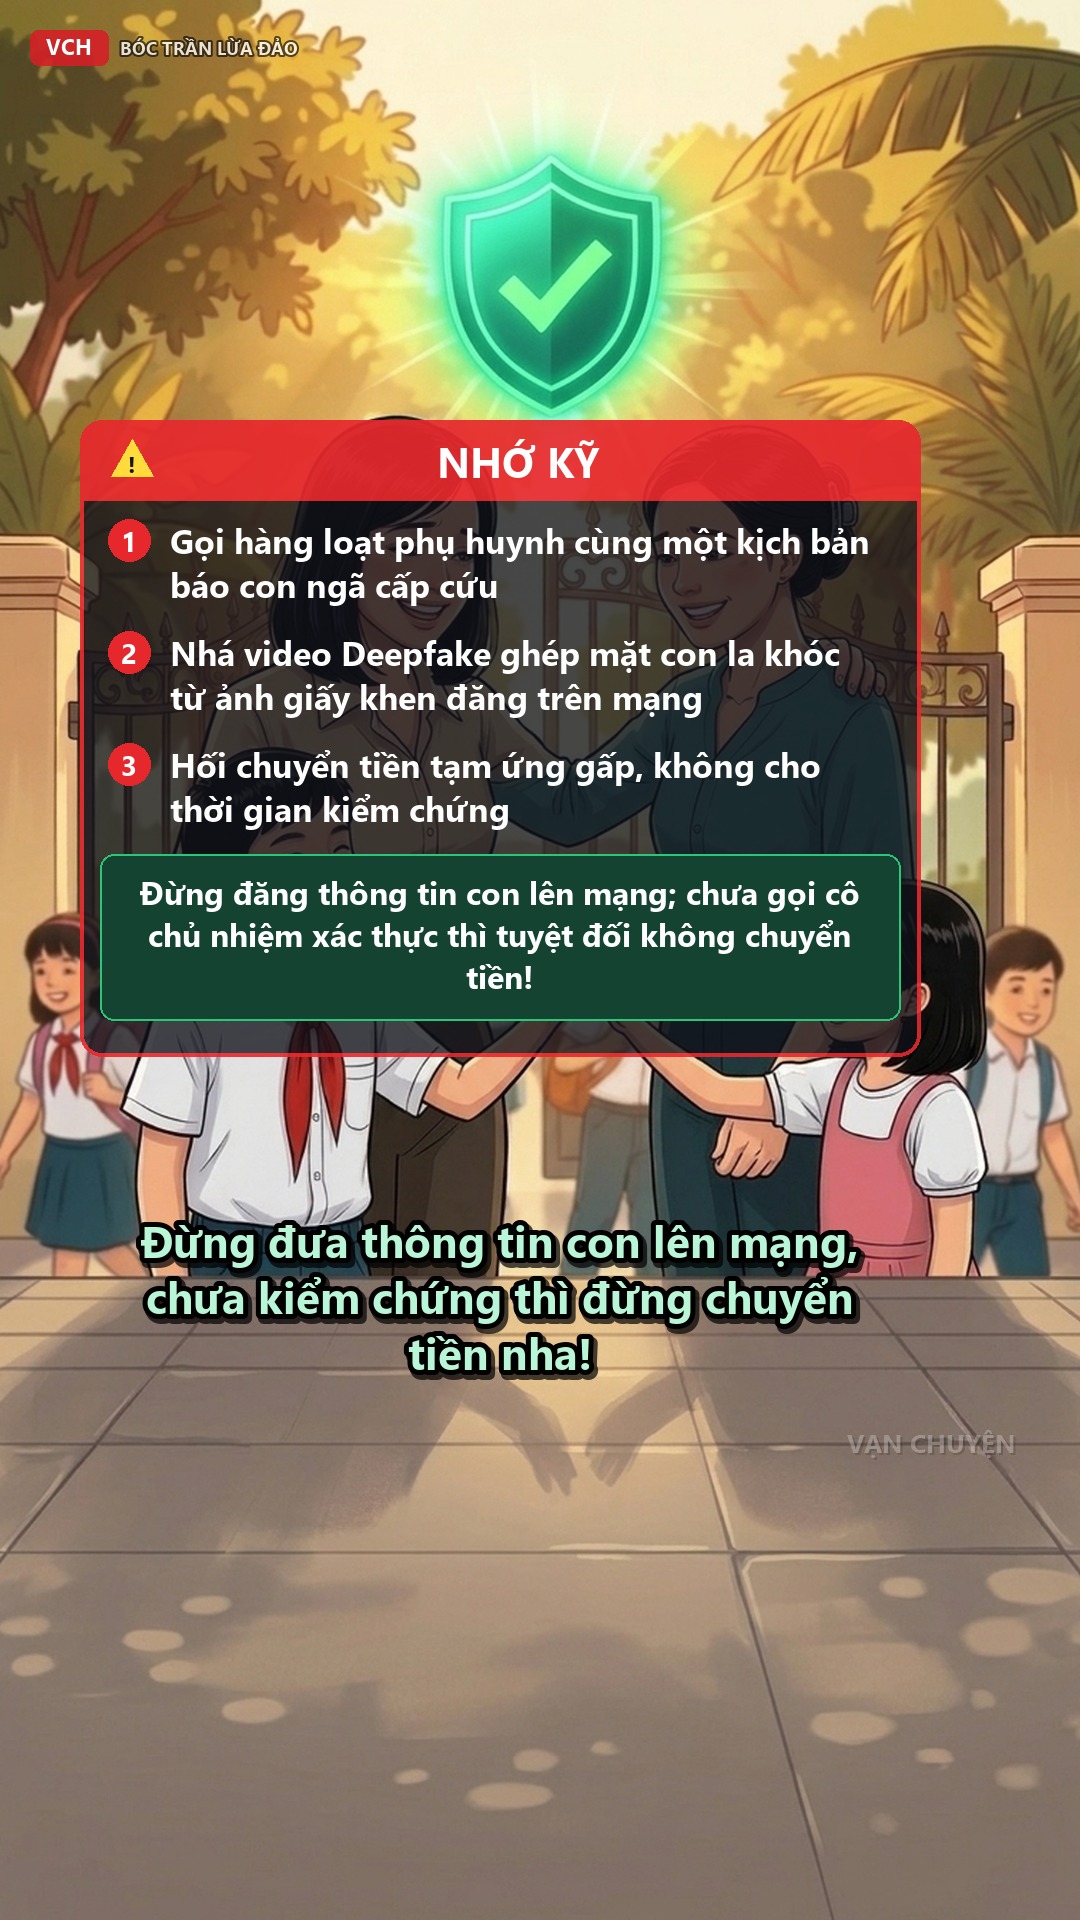 VCH BÓC TRẦN LỪA ĐẢO
! NHỚ KỸ
1 Gọi hàng loạt phụ huynh cùng một kịch bản
báo con ngã cấp cứu
2 Nhá video Deepfake ghép mặt con la khóc
từ ảnh giấy khen đăng trên mạng
3 Hối chuyển tiền tạm ứng gấp, không cho
thời gian kiểm chứng
Đừng đăng thông tin con lên mạng; chưa gọi cô
chủ nhiệm xác thực thì tuyệt đối không chuyển
tiền!
Đừng đưa thông tin con lên mạng,
chưa kiểm chứng thì đừng chuyển
tiền nha!
VẠN CHUYỆN